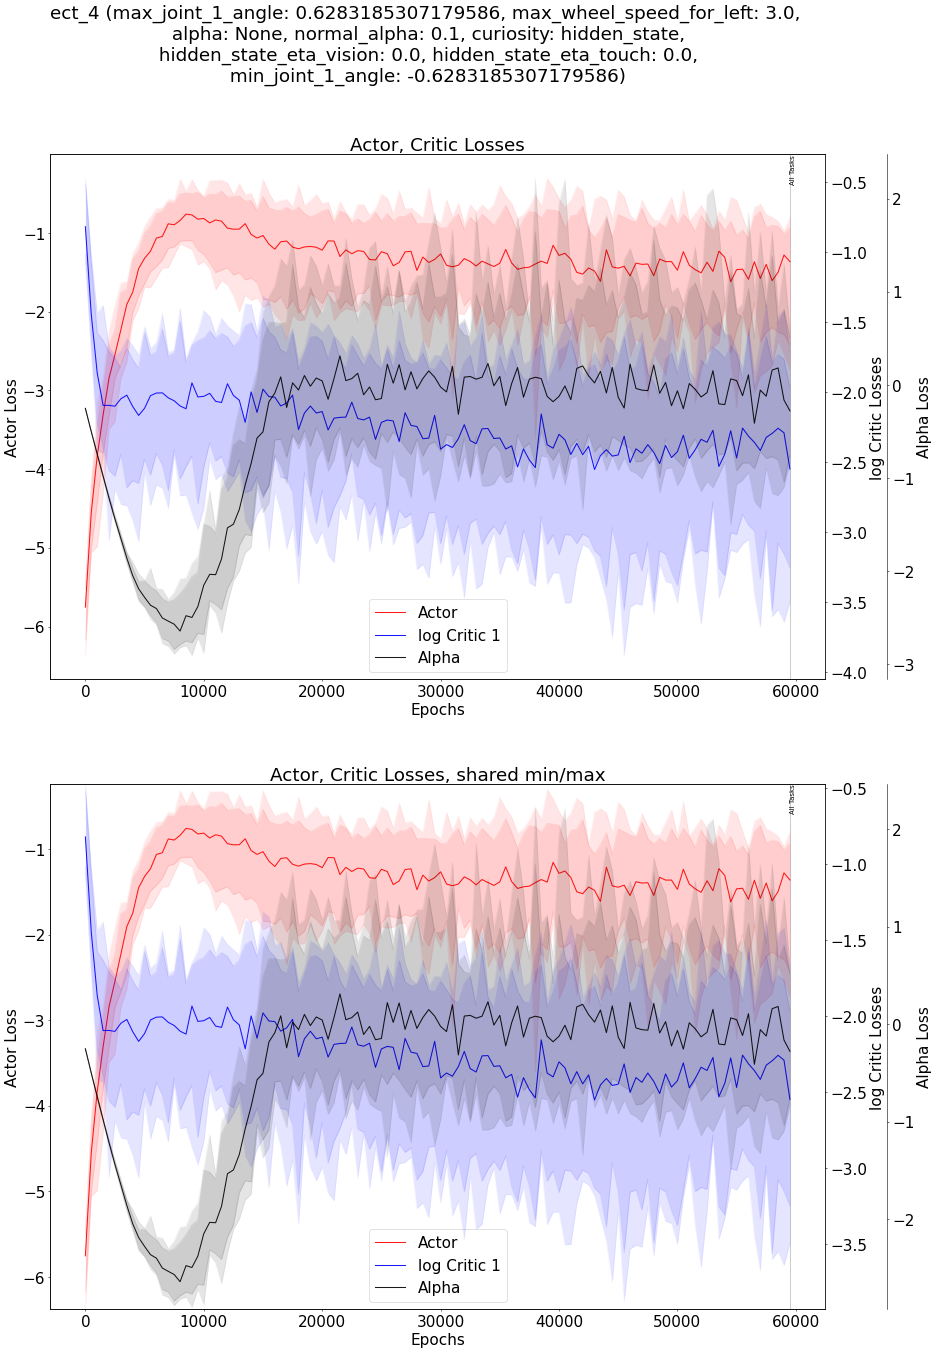 ect_4 (max_joint_1_angle: 0.6283185307179586, max_wheel_speed_for_left: 3.0,
alpha: None, normal_alpha: 0.1, curiosity: hidden_state,
hidden_state_eta_vision: 0.0, hidden_state_eta_touch: 0.0,
min_joint_1_angle: -0.6283185307179586)
Actor, Critic Losses
All Tasks
−1
−2
−3
−4
−5
−6
Actor Loss
−0.5
−1.0
−1.5
−2.0
−2.5
−3.0
−3.5
−4.0
log Critic Losses
2
1
0
−1
−2
−3
Alpha Loss
Actor
log Critic 1
Alpha
0
10000
20000
30000
40000
50000
60000
Epochs
Actor, Critic Losses, shared min/max
All Tasks
−1
−2
−3
−4
−5
−6
Actor Loss
−0.5
−1.0
−1.5
−2.0
−2.5
−3.0
−3.5
log Critic Losses
2
1
0
−1
−2
Alpha Loss
Actor
log Critic 1
Alpha
0
10000
20000
30000
40000
50000
60000
Epochs